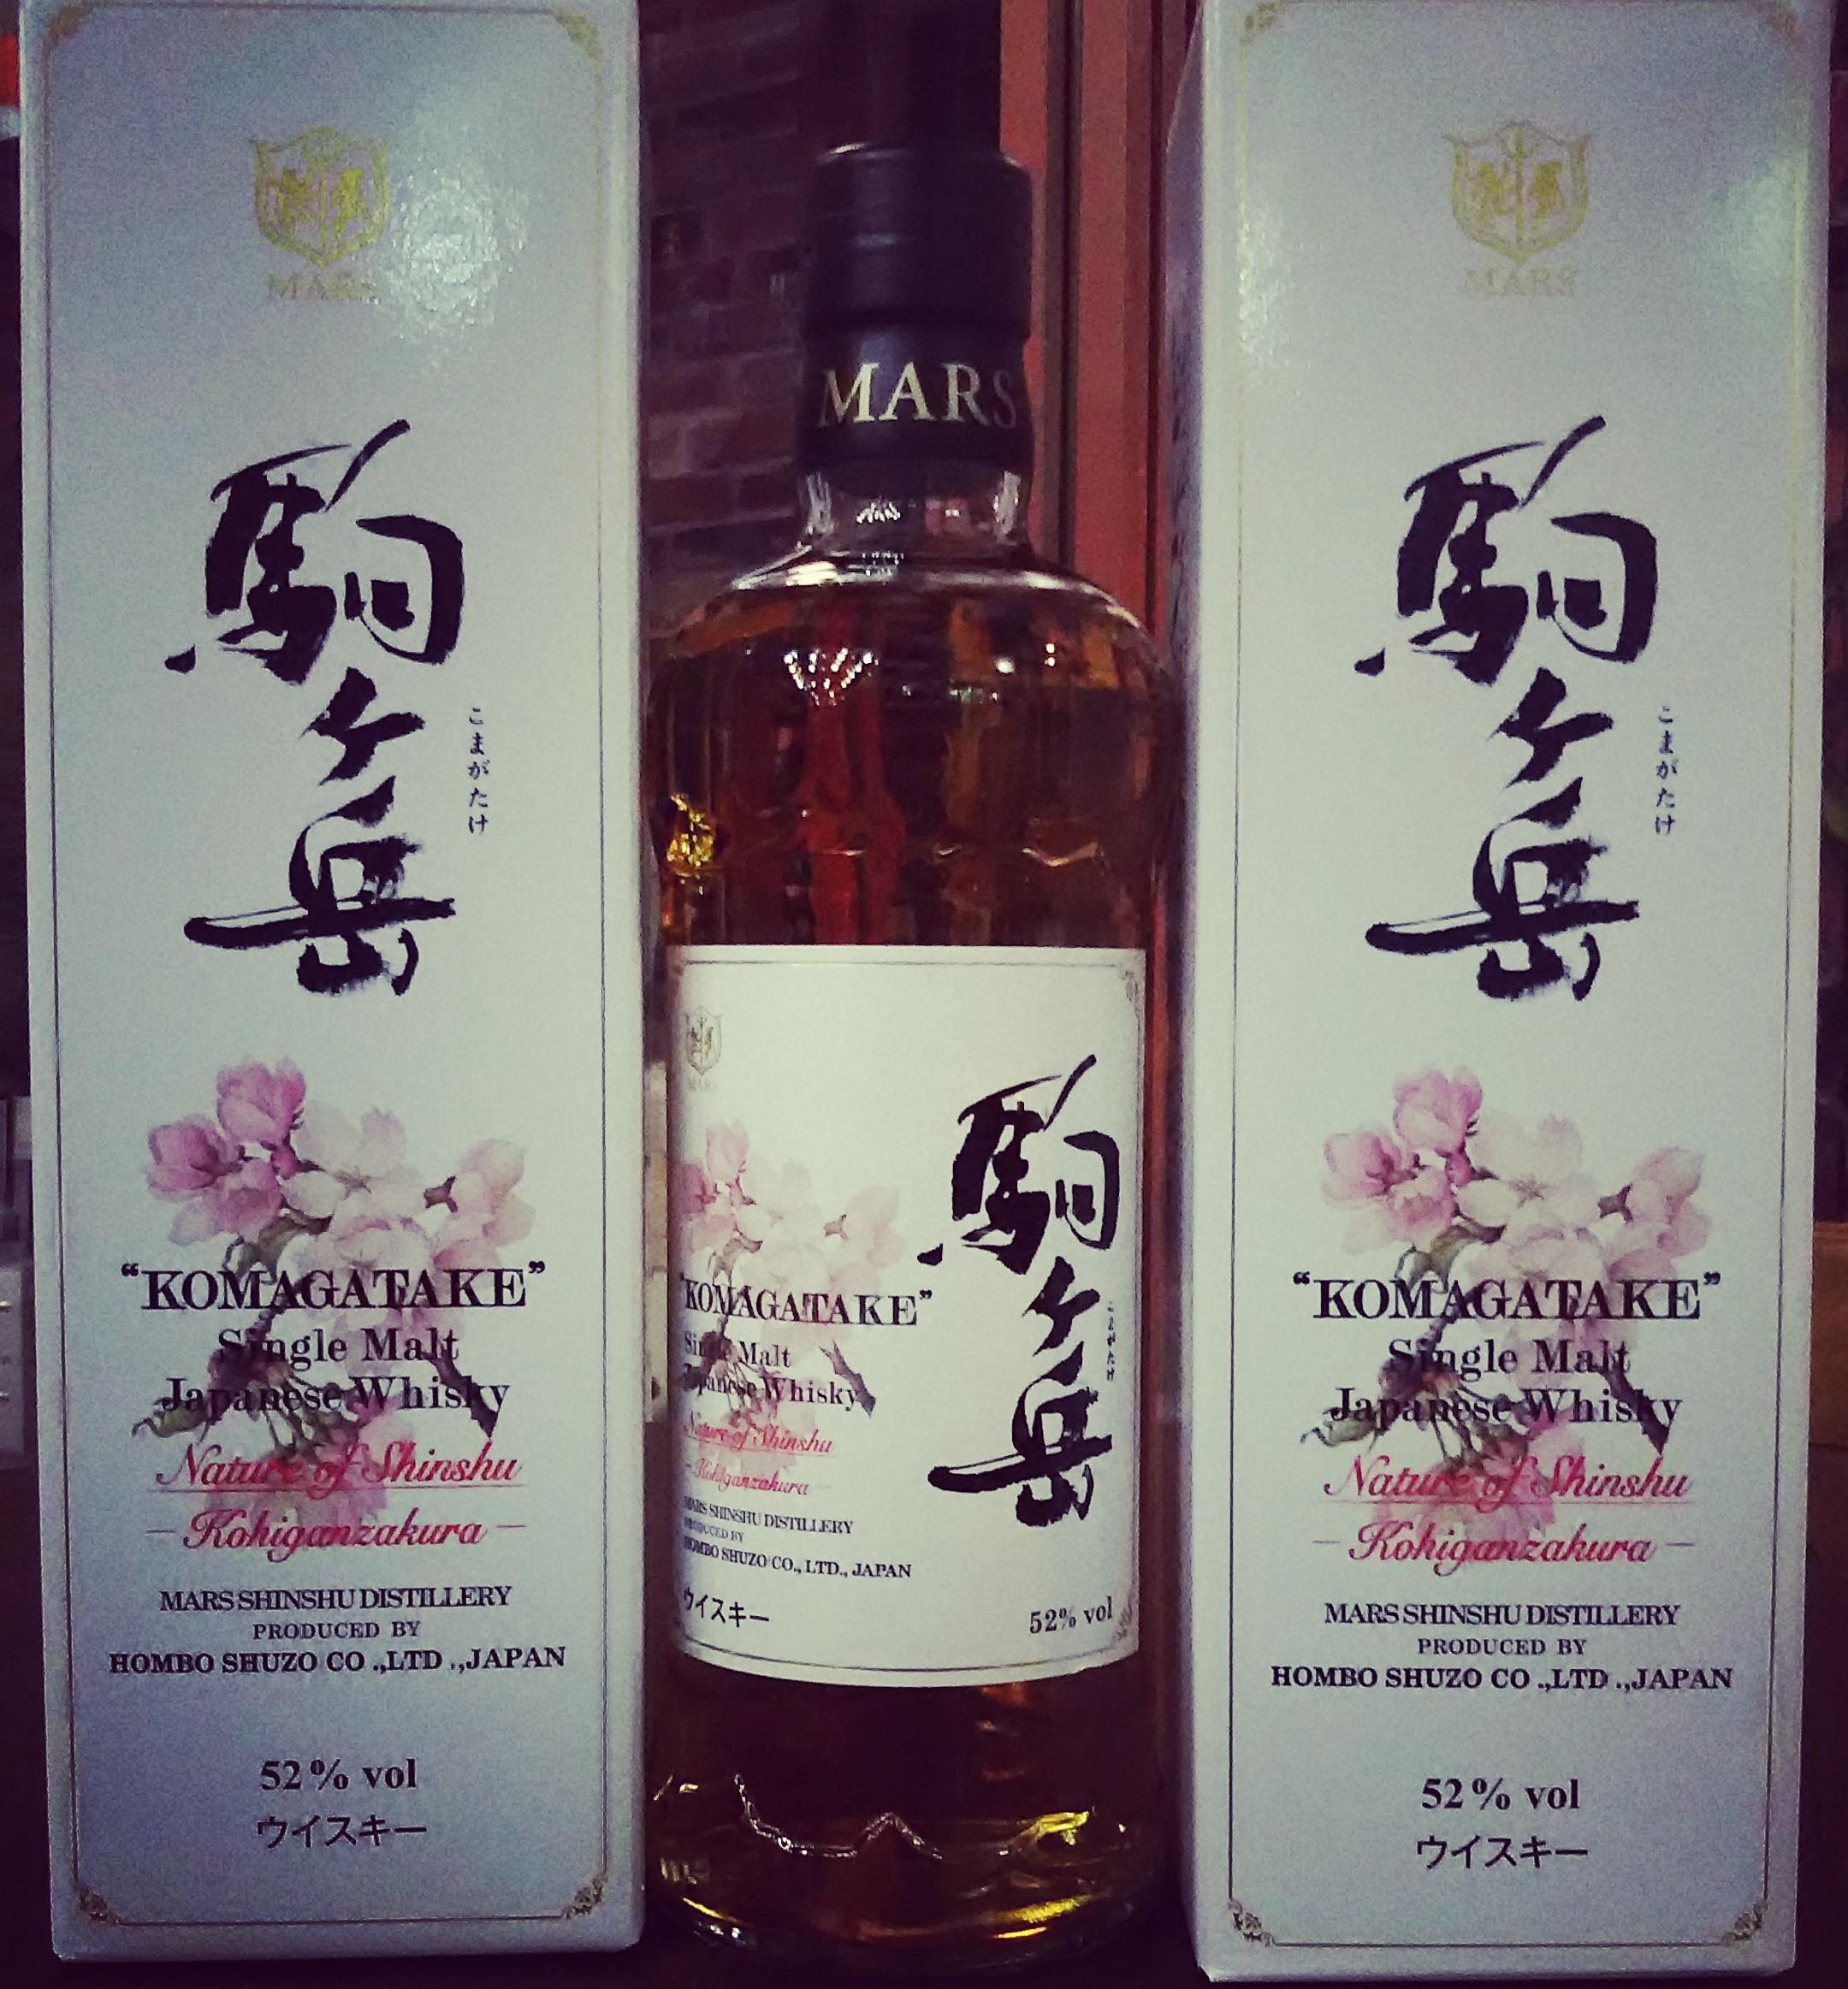 MARS
駒ヶ岳
こまがたけ
"KOMAGATAKE"
Single Malt
Japanese Whisky
Nature of Shinshu
— Kohiganzakura —
MARS SHINSHU DISTILLERY
PRODUCED BY
HOMBO SHUZO CO.,LTD.,JAPAN
52% vol
ウイスキー
MARS
MARS
駒ヶ岳
こまがたけ
"KOMAGATAKE"
Single Malt
Japanese Whisky
Nature of Shinshu
— Kohiganzakura —
MARS SHINSHU DISTILLERY
PRODUCED BY
HOMBO SHUZO CO., LTD., JAPAN
ウイスキー
52% vol
MARS
駒ヶ岳
こまがたけ
"KOMAGATAKE"
Single Malt
Japanese Whisky
Nature of Shinshu
— Kohiganzakura —
MARS SHINSHU DISTILLERY
PRODUCED BY
HOMBO SHUZO CO.,LTD.,JAPAN
52% vol
ウイスキー